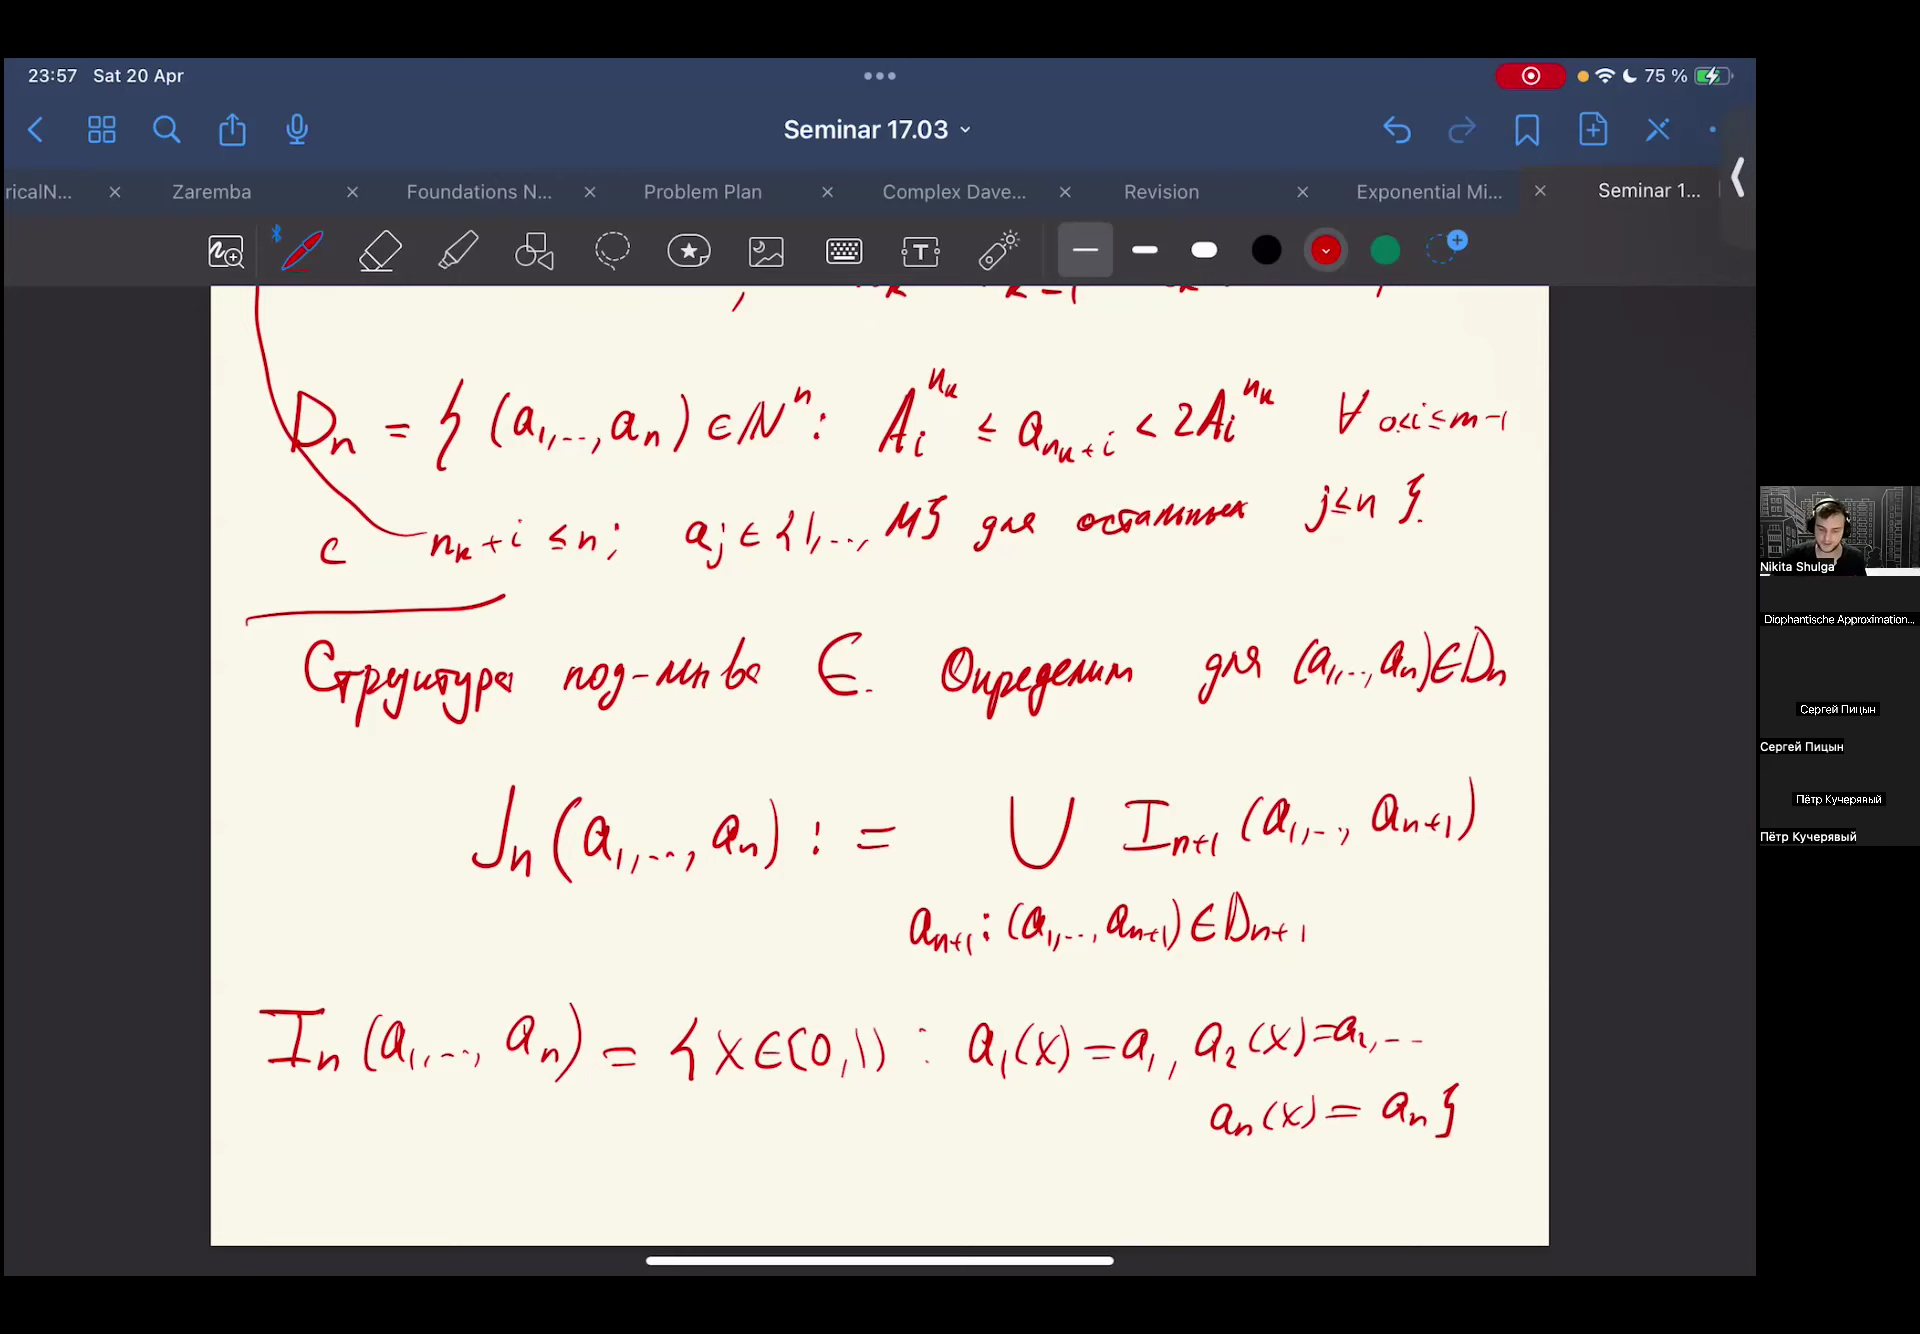 23:57 Sat 20 Apr
75 %
Seminar 17.03
ricalN...
Zaremba
Foundations N...
Problem Plan
Complex Dave...
Revision
Exponential Mi...
Seminar 1...
D_n = { (a_1,..., a_n) ∈ N^n : A_i^{n_k} ≤ a_{n_k+i} < 2A_i^{n_k} ∀ 0≤i≤m-1
с n_k+i ≤ n; a_j ∈ {1,..., M} для остальных j≤n }.
Структура под-мн-ва E. Определим для (a_1,..., a_n) ∈ D_n
J_n(a_1,..., a_n) := ∪ I_{n+1}(a_1,..., a_{n+1})
a_{n+1}: (a_1,..., a_{n+1}) ∈ D_{n+1}
I_n(a_1,..., a_n) = { x ∈ [0,1) : a_1(x) = a_1, a_2(x) = a_2,...
a_n(x) = a_n }
Nikita Shulga
Diophantische Approximation...
Сергей Пицын
Сергей Пицын
Пётр Кучерявый
Пётр Кучерявый